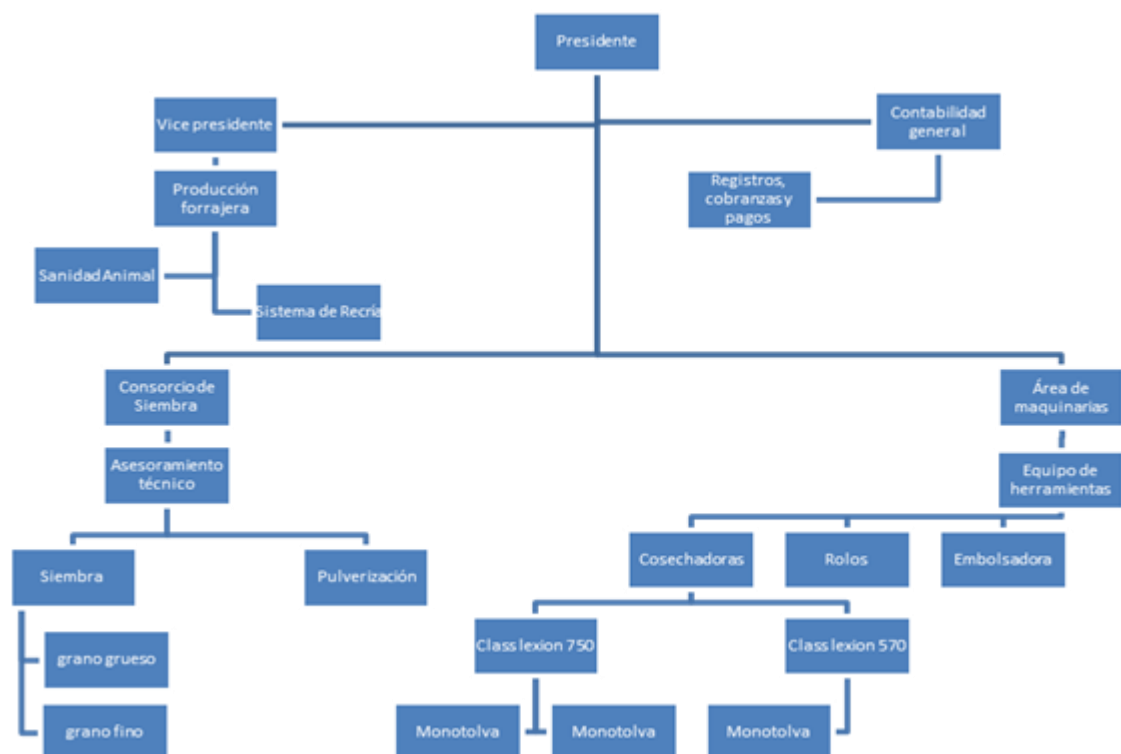 Presidente
Vice presidente
Contabilidad
general
Producción
forrajera
Registros,
cobranzas y
pagos
Sanidad Animal
Sistema de Recría
Consorcio de
Siembra
Área de
maquinarias
Asesoramiento
técnico
Equipo de
herramientas
Siembra
Pulverización
Cosechadoras
Rolos
Embolsadora
grano grueso
Class lexion 750
Class lexion 570
grano fino
Monotolva
Monotolva
Monotolva